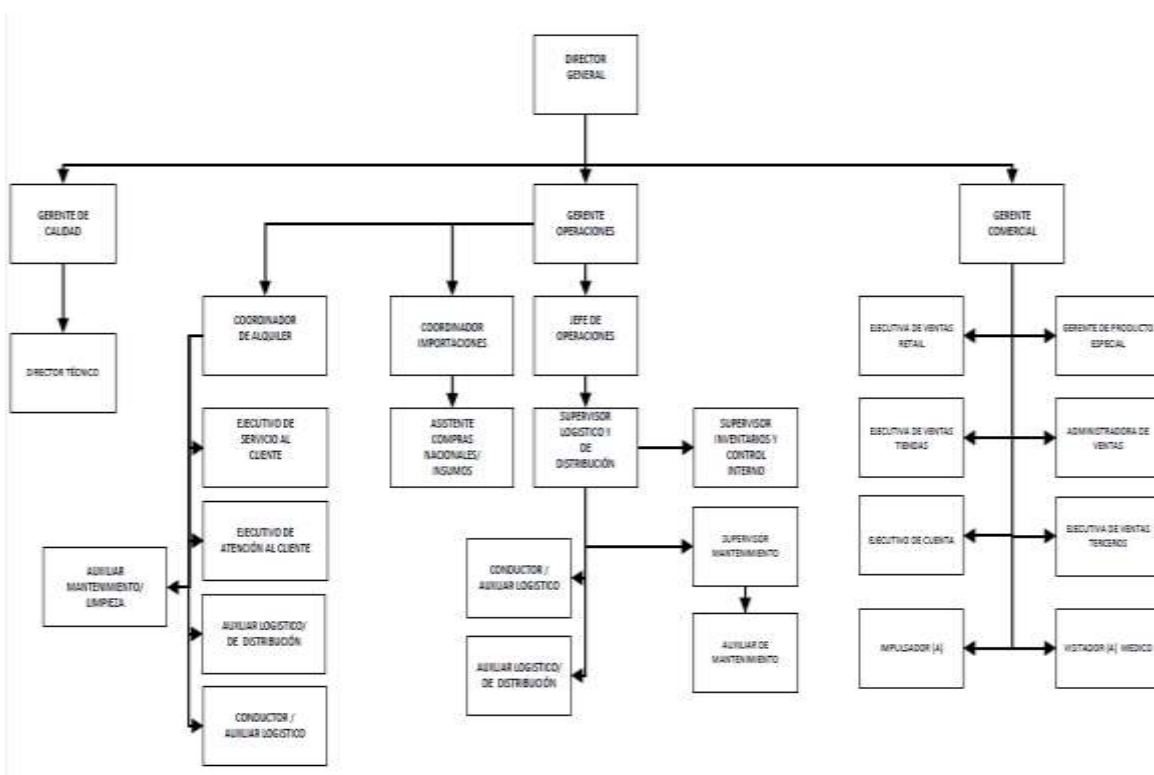 DIRECTOR
GENERAL
GERENTE DE
CALIDAD
GERENTE
OPERACIONES
GERENTE
COMERCIAL
DIRECTOR TÉCNICO
COORDINADOR
DE ALQUILER
COORDINADOR
IMPORTACIONES
JEFE DE
OPERACIONES
EJECUTIVA DE VENTAS
RETAIL
GERENTE DE PRODUCTO
ESPECIAL
EJECUTIVO DE
SERVICIO AL
CLIENTE
ASISTENTE
COMPRAS
NACIONALES/
INSUMOS
SUPERVISOR
LOGISTICO Y
DE
DISTRIBUCIÓN
SUPERVISOR
INVENTARIOS Y
CONTROL
INTERNO
EJECUTIVA DE VENTAS
TIENDAS
ADMINISTRADORA DE
VENTAS
EJECUTIVO DE
ATENCIÓN AL CLIENTE
SUPERVISOR
MANTENIMIENTO
EJECUTIVO DE CUENTA
EJECUTIVA DE VENTAS
TERCEROS
AUXILIAR
MANTENIMIENTO/
LIMPIEZA
CONDUCTOR /
AUXILIAR LOGISTICO
AUXILIAR LOGISTICO/
DE DISTRIBUCIÓN
AUXILIAR LOGISTICO/
DE DISTRIBUCIÓN
AUXILIAR DE
MANTENIMIENTO
IMPULSADOR (A)
VISITADOR (A) MEDICO
CONDUCTOR /
AUXILIAR LOGISTICO